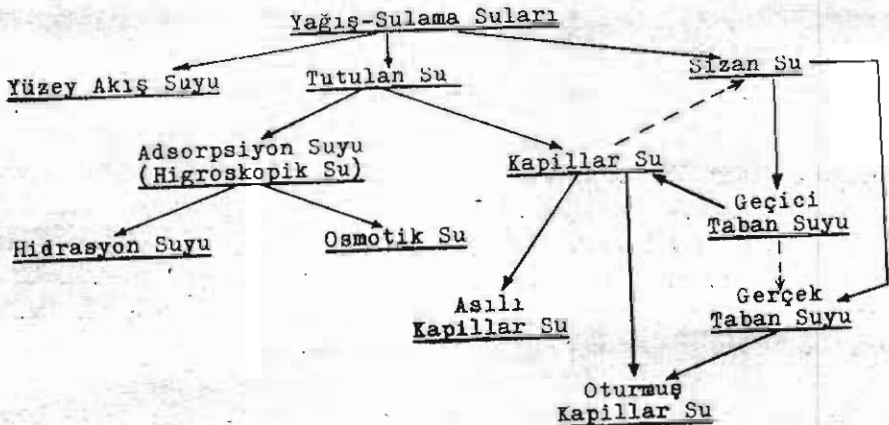 Yağış-Sulama Suları
Yüzey Akış Suyu
Tutulan Su
Sızan Su
Adsorpsiyon Suyu
(Higroskopik Su)
Kapillar Su
Geçici
Taban Suyu
Hidrasyon Suyu
Osmotik Su
Asılı
Kapillar Su
Gerçek
Taban Suyu
Oturmuş
Kapillar Su